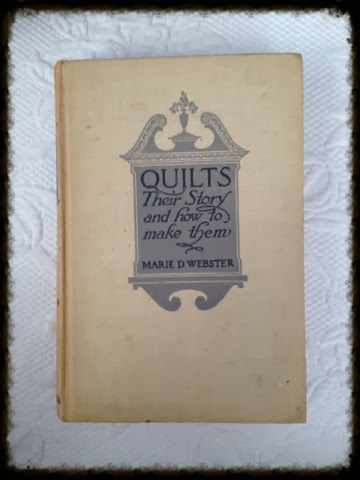 QUILTS
Their Story
and how to
make them
MARIE D. WEBSTER